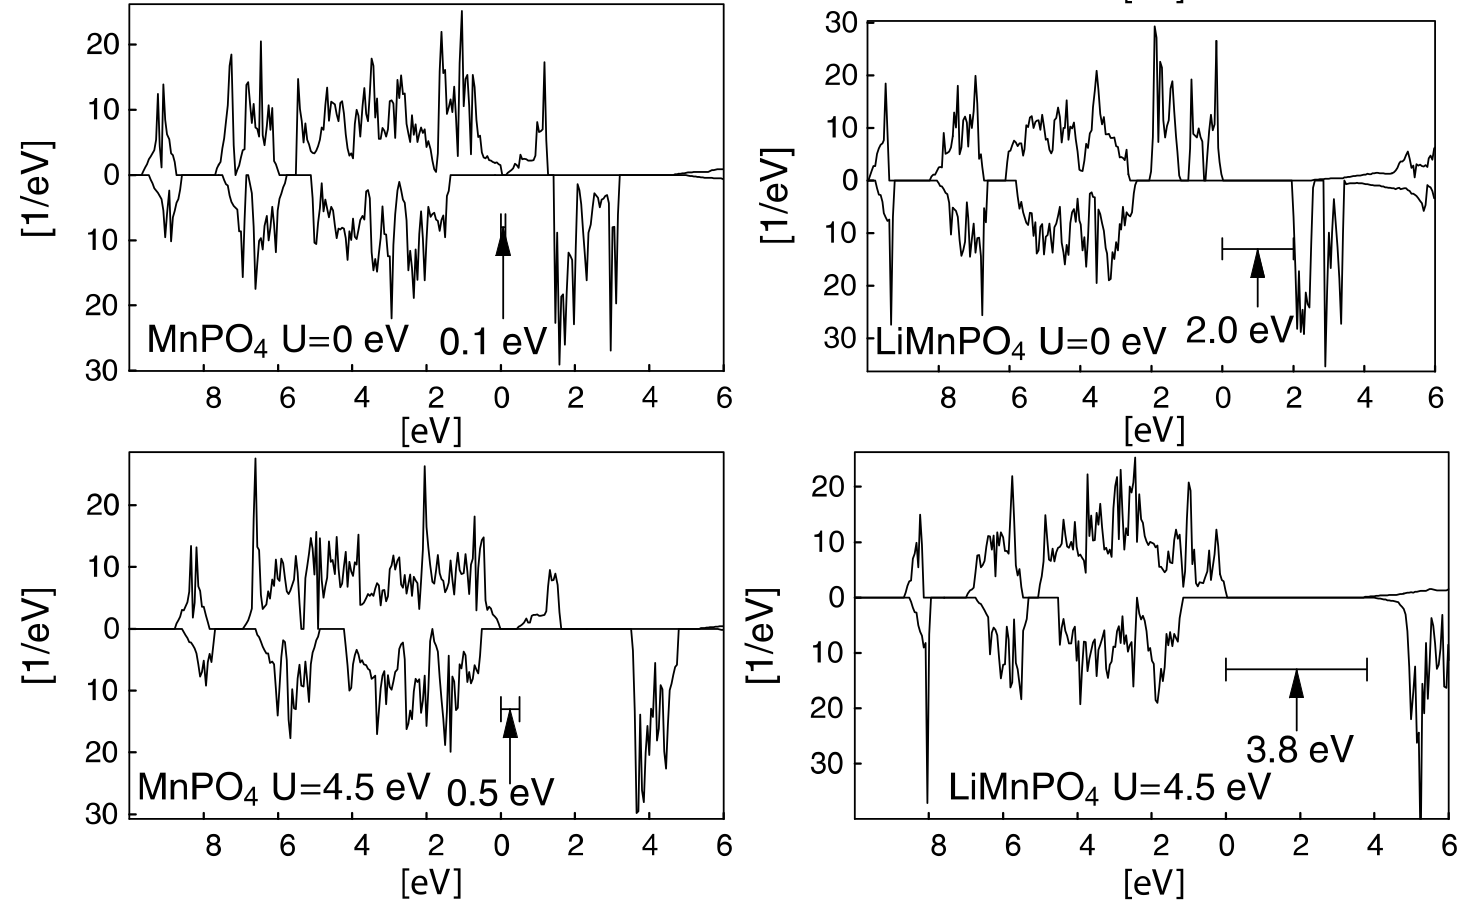 20
10
0
10
20
30
[1/eV]
MnPO4 U=0 eV
0.1 eV
8 6 4 2 0 2 4 6
[eV]
30
20
10
0
10
20
30
[1/eV]
LiMnPO4 U=0 eV
2.0 eV
8 6 4 2 0 2 4 6
[eV]
20
10
0
10
20
30
[1/eV]
MnPO4 U=4.5 eV
0.5 eV
8 6 4 2 0 2 4 6
[eV]
20
10
0
10
20
30
[1/eV]
3.8 eV
LiMnPO4 U=4.5 eV
8 6 4 2 0 2 4 6
[eV]